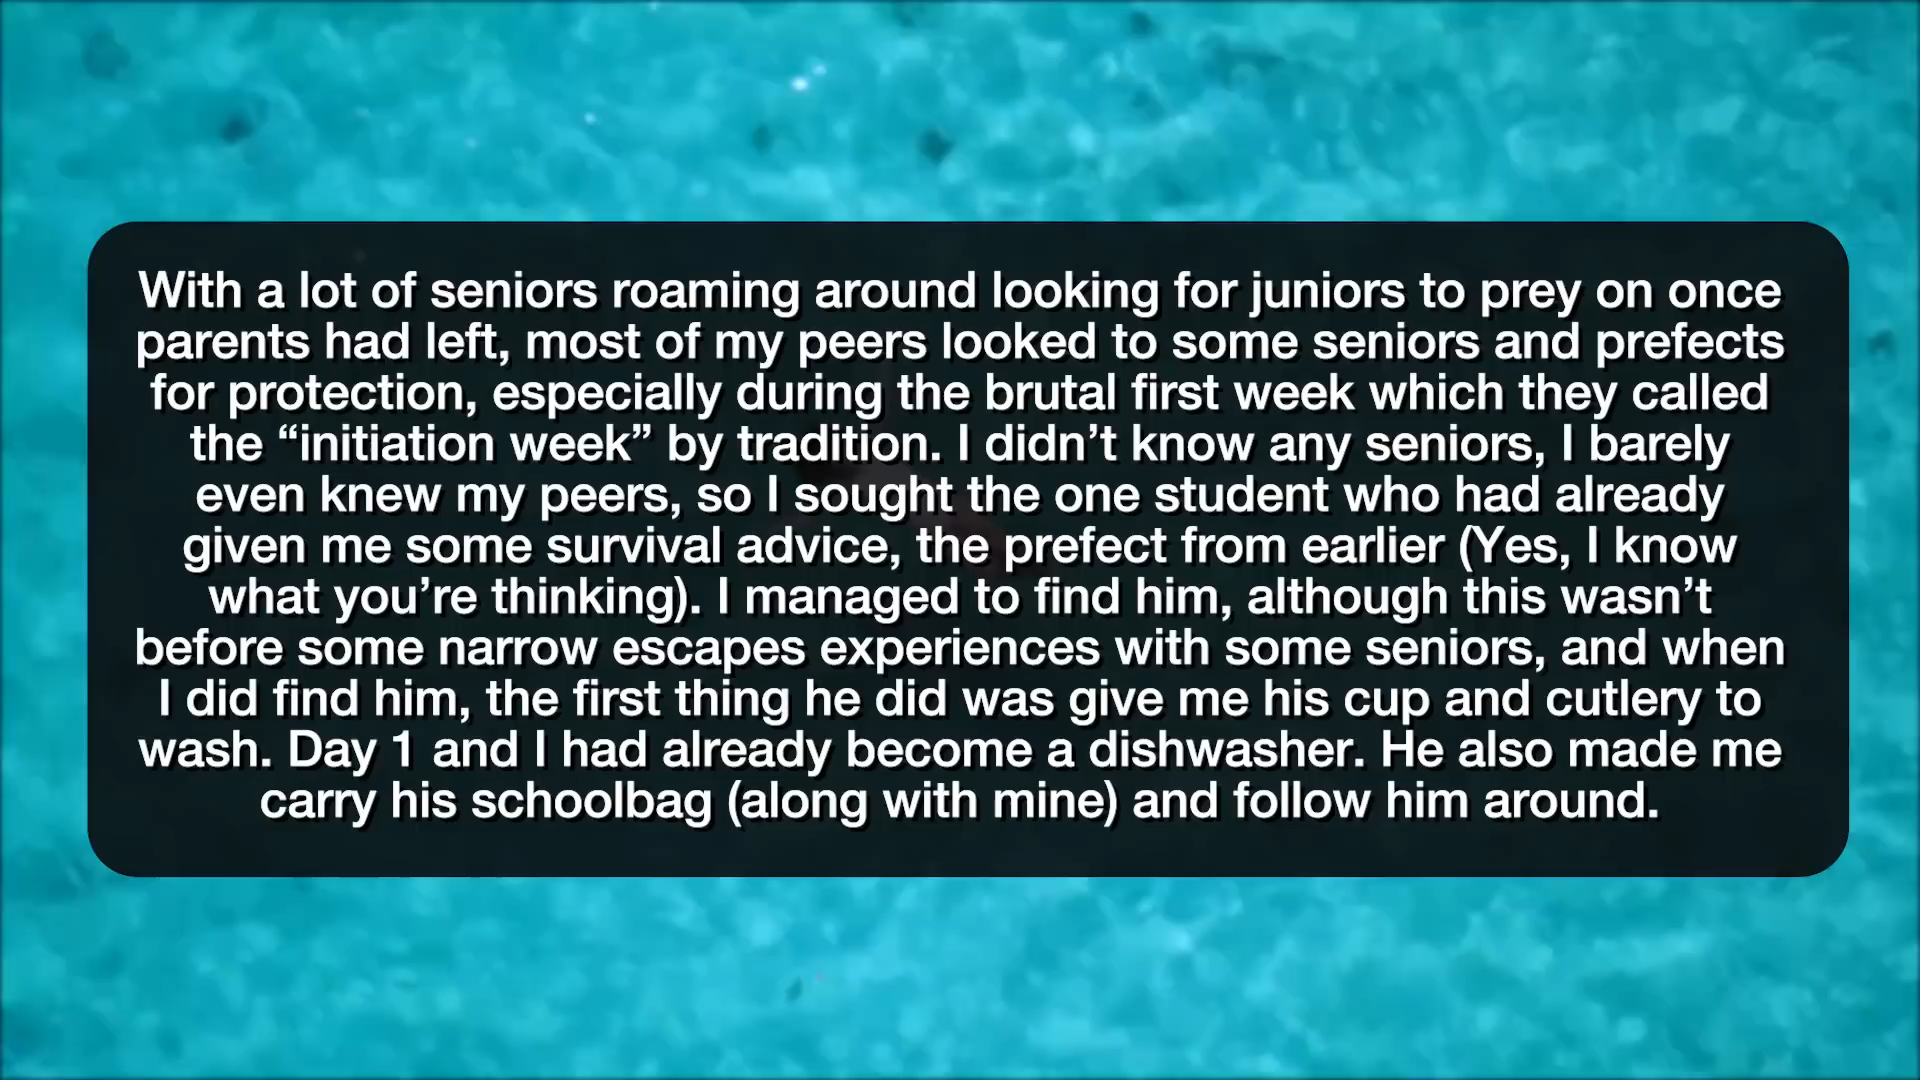 With a lot of seniors roaming around looking for juniors to prey on once
parents had left, most of my peers looked to some seniors and prefects
for protection, especially during the brutal first week which they called
the “initiation week” by tradition. I didn’t know any seniors, I barely
even knew my peers, so I sought the one student who had already
given me some survival advice, the prefect from earlier (Yes, I know
what you’re thinking). I managed to find him, although this wasn’t
before some narrow escapes experiences with some seniors, and when
I did find him, the first thing he did was give me his cup and cutlery to
wash. Day 1 and I had already become a dishwasher. He also made me
carry his schoolbag (along with mine) and follow him around.